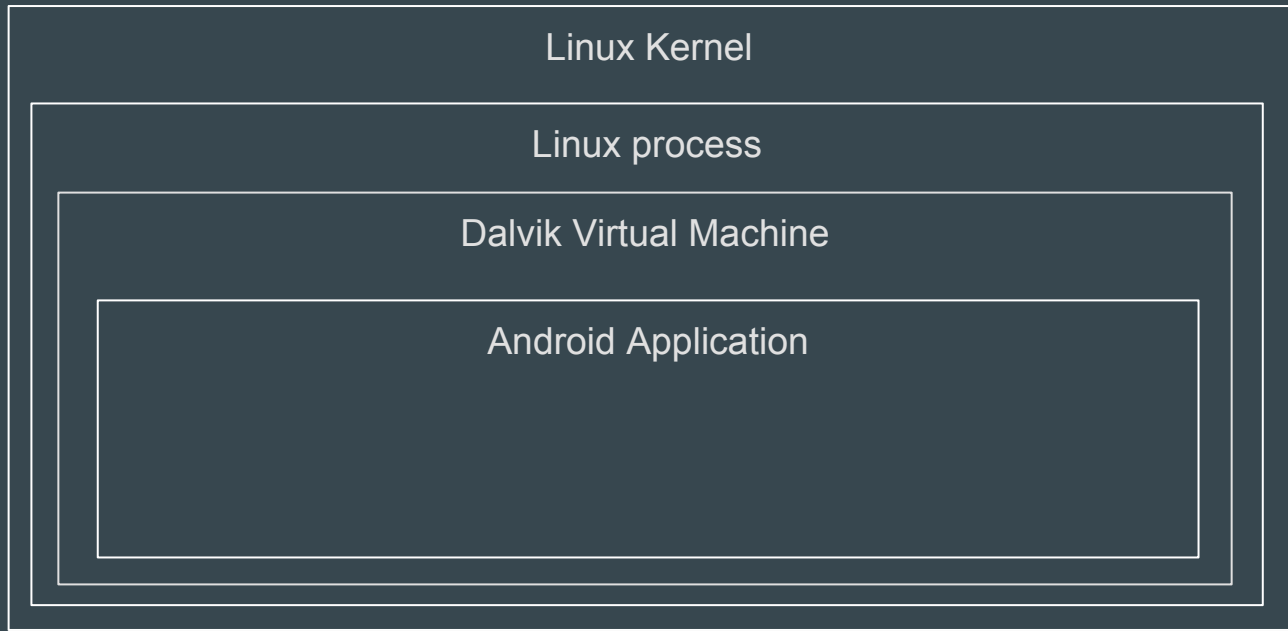 Linux Kernel
Linux process
Dalvik Virtual Machine
Android Application